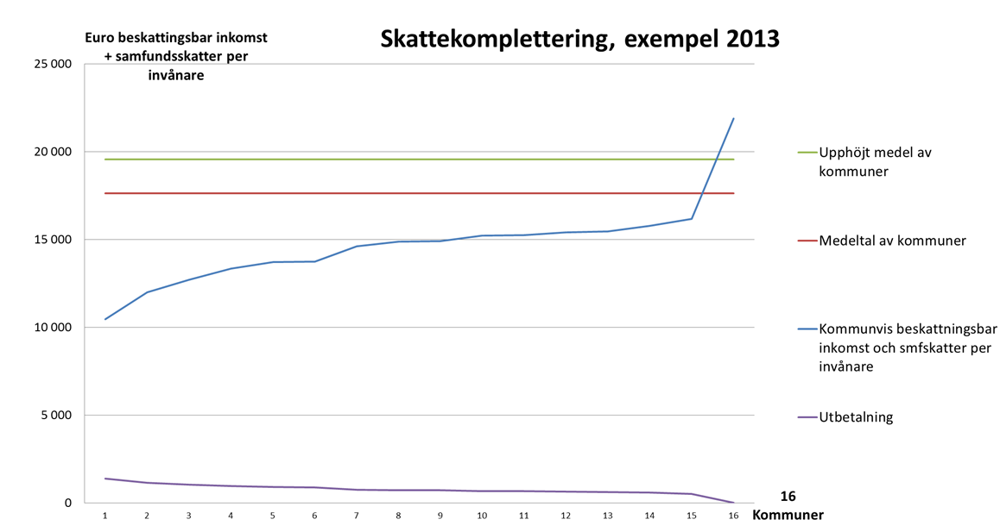 Euro beskattingsbar inkomst
+ samfundsskatter per
invånare
Skattekomplettering, exempel 2013
25 000
20 000
15 000
10 000
5 000
0
1 2 3 4 5 6 7 8 9 10 11 12 13 14 15 16
16
Kommuner
Upphöjt medel av
kommuner
Medeltal av kommuner
Kommunvis beskattningsbar
inkomst och smfskatter per
invånare
Utbetalning